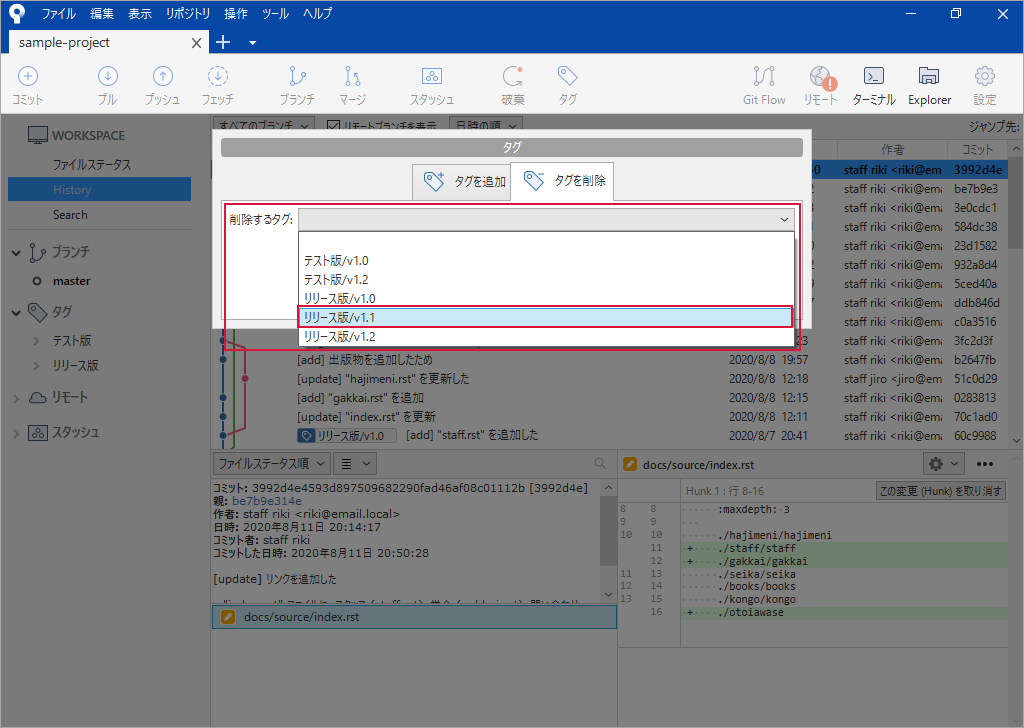 ファイル 編集 表示 リポジトリ 操作 ツール ヘルプ
sample-project
コミット プル プッシュ フェッチ ブランチ マージ スタッシュ 破棄 タグ Git Flow リモート ターミナル Explorer 設定
WORKSPACE
ファイルステータス
History
Search
ブランチ
master
タグ
テスト版
リリース版
リモート
スタッシュ
すべてのブランチ リモートブランチを表示 日時の順 ジャンプ先:
作者 コミット
タグ
タグを追加 タグを削除
削除するタグ:
テスト版/v1.0
テスト版/v1.2
リリース版/v1.0
リリース版/v1.1
リリース版/v1.2
staff riki <riki@em 3992d4e
staff riki <riki@ema be7b9e3
staff riki <riki@ema 3e0cdc1
staff riki <riki@ema 584dc38
staff riki <riki@ema 23d1582
staff riki <riki@ema 932a8d4
staff riki <riki@ema 5ced40a
staff riki <riki@ema ddb846d
staff riki <riki@ema c0a3516
staff riki <riki@ema 3fc2d3f
[add] 出版物を追加したため 2020/8/8 19:57 staff riki <riki@ema b2647fb
[update] "hajimeni.rst" を更新した 2020/8/8 12:18 staff jiro <jiro@ema 51c0d29
[add] "gakkai.rst" を追加 2020/8/8 12:15 staff riki <riki@ema 0283813
[update] "index.rst" を更新 2020/8/8 12:11 staff riki <riki@ema 70c1ad0
リリース版/v1.0 [add] "staff.rst" を追加した 2020/8/7 20:41 staff riki <riki@ema 60c9988
ファイルステータス順
コミット: 3992d4e4593d897509682290fad46af08c01112b [3992d4e]
親: be7b9e314e
作者: staff riki <riki@email.local>
日時: 2020年8月11日 20:14:17
コミット者: staff riki
コミットした日時: 2020年8月11日 20:50:28
[update] リンクを追加した
docs/source/index.rst
docs/source/index.rst
Hunk 1 : 行 8-16 この変更 (Hunk) を取り消す
8 8 :maxdepth: 3
9 9
10 10 ./hajimeni/hajimeni
11 + ./staff/staff
12 + ./gakkai/gakkai
11 13 ./seika/seika
12 14 ./books/books
13 15 ./kongo/kongo
16 + ./otoiawase